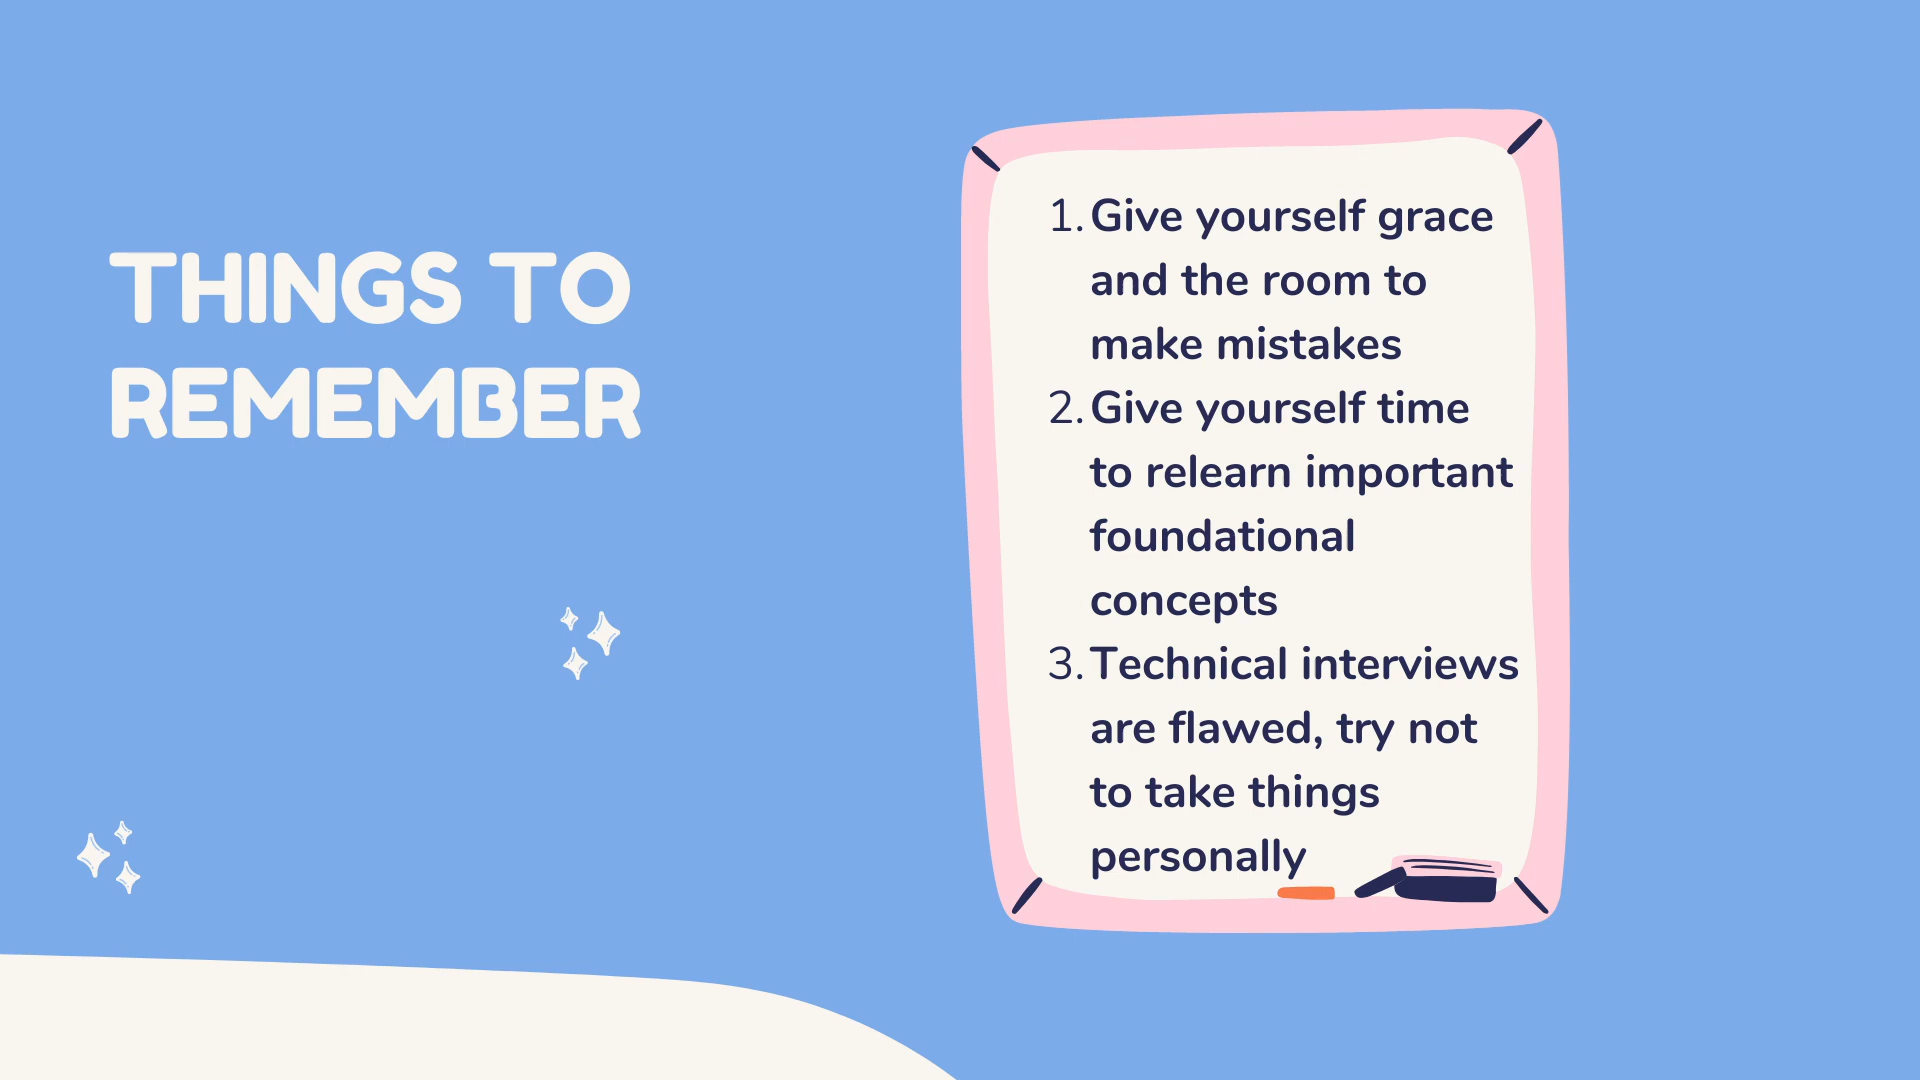 THINGS TO
REMEMBER
1. Give yourself grace
and the room to
make mistakes
2. Give yourself time
to relearn important
foundational
concepts
3. Technical interviews
are flawed, try not
to take things
personally